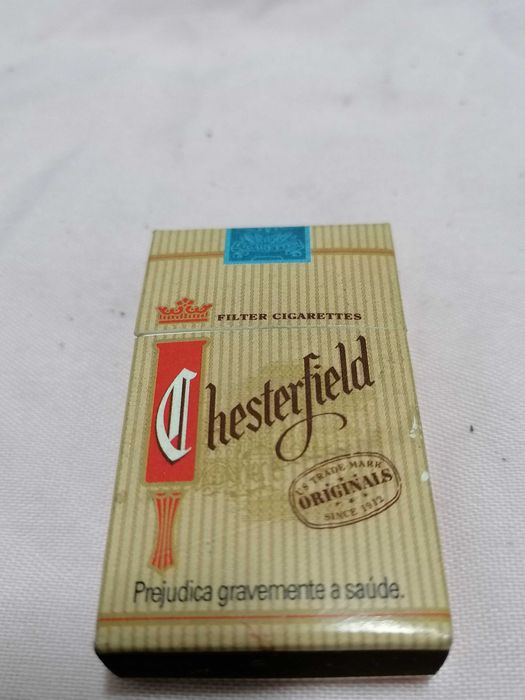 FILTER CIGARETTES
Chesterfield
US TRADE MARK
ORIGINALS
SINCE 1912
Prejudica gravemente a saúde.